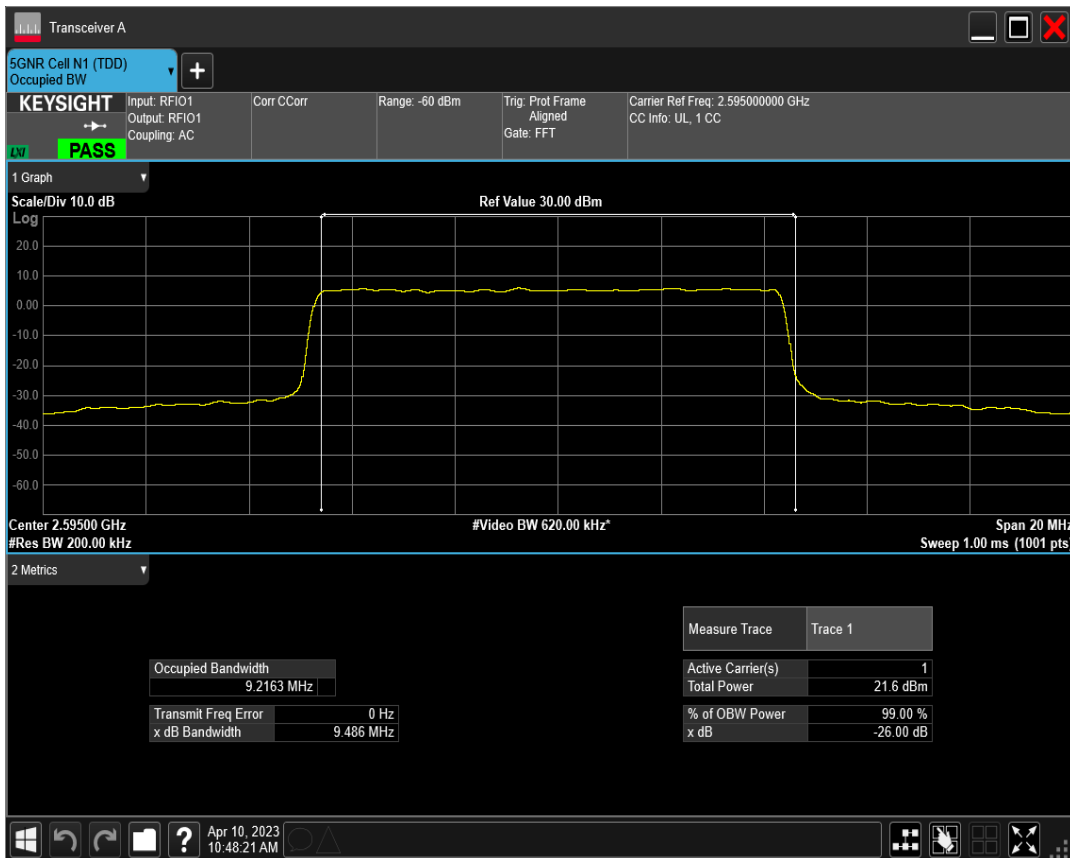 Transceiver A
5GNR Cell N1 (TDD)
Occupied BW
KEYSIGHT
LXI
PASS
Input: RFIO1
Output: RFIO1
Coupling: AC
Corr CCorr
Range: -60 dBm
Trig: Prot Frame
Aligned
Gate: FFT
Carrier Ref Freq: 2.595000000 GHz
CC Info: UL, 1 CC
1 Graph
Scale/Div 10.0 dB
Ref Value 30.00 dBm
Log
20.0
10.0
0.00
-10.0
-20.0
-30.0
-40.0
-50.0
-60.0
Center 2.59500 GHz
#Video BW 620.00 kHz*
Span 20 MHz
#Res BW 200.00 kHz
Sweep 1.00 ms (1001 pts)
2 Metrics
Measure Trace Trace 1
Occupied Bandwidth
9.2163 MHz
Active Carrier(s) 1
Total Power 21.6 dBm
Transmit Freq Error 0 Hz
x dB Bandwidth 9.486 MHz
% of OBW Power 99.00 %
x dB -26.00 dB
?
Apr 10, 2023
10:48:21 AM